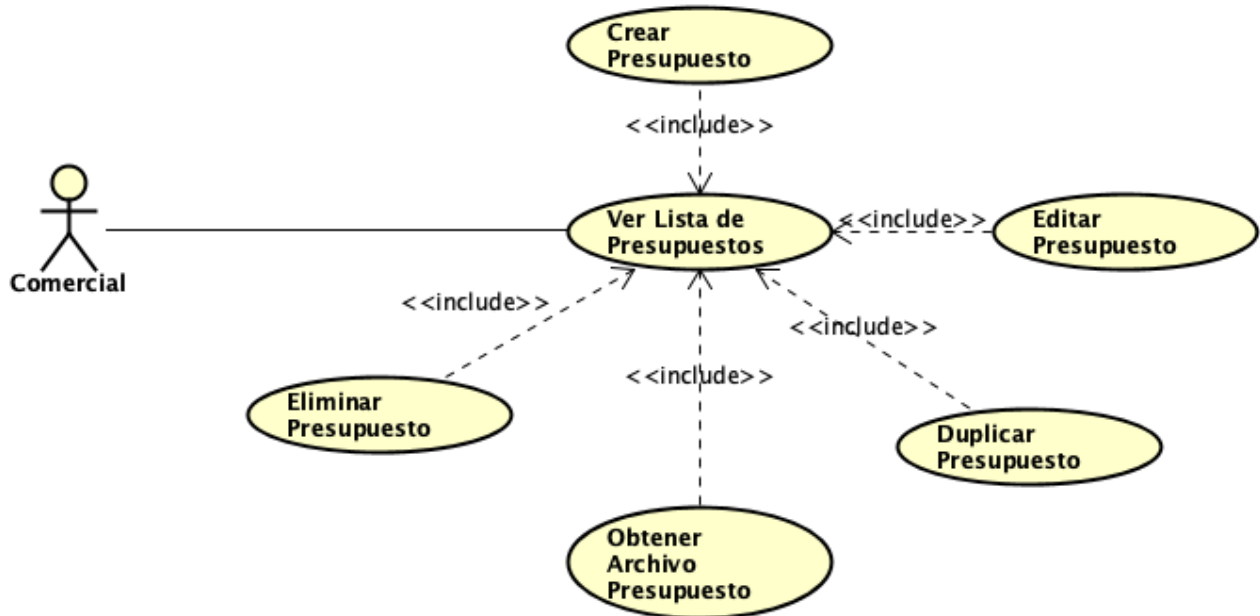 Crear
Presupuesto
<<include>>
Ver Lista de
Presupuestos
<<include>>
Editar
Presupuesto
Comercial
<<include>>
<<include>>
<<include>>
Eliminar
Presupuesto
Duplicar
Presupuesto
Obtener
Archivo
Presupuesto